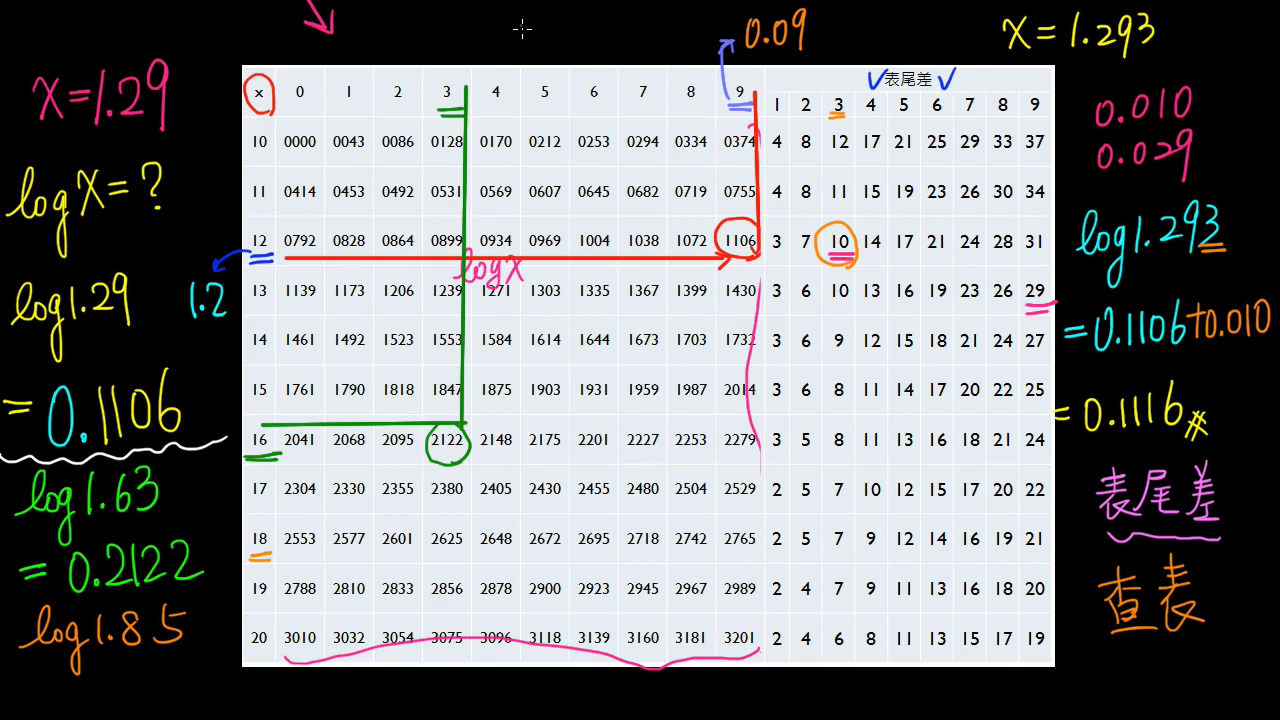 x=1.29
logx=?
log1.29 1.2
= 0.1106
log1.63
= 0.2122
log1.85
0.09
logx
表尾差
x 0 1 2 3 4 5 6 7 8 9 1 2 3 4 5 6 7 8 9
10 0000 0043 0086 0128 0170 0212 0253 0294 0334 0374 4 8 12 17 21 25 29 33 37
11 0414 0453 0492 0531 0569 0607 0645 0682 0719 0755 4 8 11 15 19 23 26 30 34
12 0792 0828 0864 0899 0934 0969 1004 1038 1072 1106 3 7 10 14 17 21 24 28 31
13 1139 1173 1206 1239 1271 1303 1335 1367 1399 1430 3 6 10 13 16 19 23 26 29
14 1461 1492 1523 1553 1584 1614 1644 1673 1703 1732 3 6 9 12 15 18 21 24 27
15 1761 1790 1818 1847 1875 1903 1931 1959 1987 2014 3 6 8 11 14 17 20 22 25
16 2041 2068 2095 2122 2148 2175 2201 2227 2253 2279 3 5 8 11 13 16 18 21 24
17 2304 2330 2355 2380 2405 2430 2455 2480 2504 2529 2 5 7 10 12 15 17 20 22
18 2553 2577 2601 2625 2648 2672 2695 2718 2742 2765 2 5 7 9 12 14 16 19 21
19 2788 2810 2833 2856 2878 2900 2923 2945 2967 2989 2 4 7 9 11 13 16 18 20
20 3010 3032 3054 3075 3096 3118 3139 3160 3181 3201 2 4 6 8 11 13 15 17 19
x=1.293
0.010
0.029
log1.293
=0.1106+0.010
=0.1116#
表尾差
查表